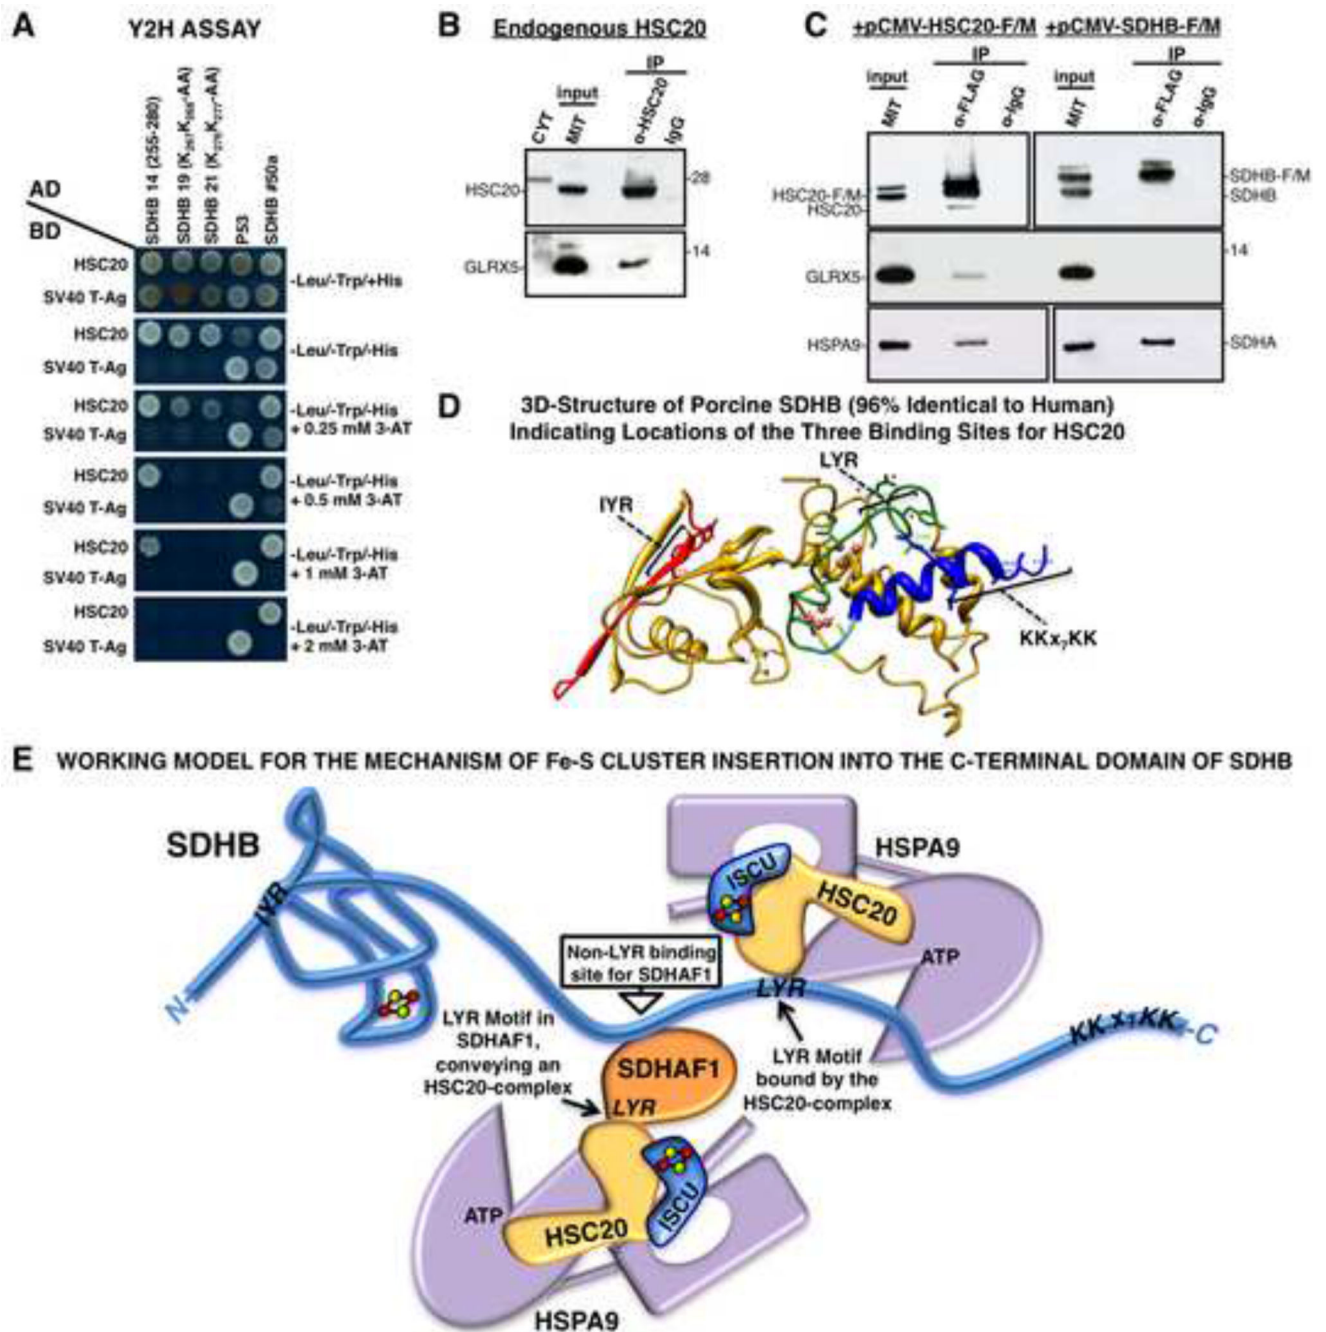 A
Y2H ASSAY
SDHB 14 (255-280)
SDHB 19 (K₂₆₇K₂₆₈-AA)
SDHB 21 (K₂₇₆K₂₇₇-AA)
P53
SDHB #50a
AD
BD
HSC20
SV40 T-Ag
-Leu/-Trp/+His
HSC20
SV40 T-Ag
-Leu/-Trp/-His
HSC20
SV40 T-Ag
-Leu/-Trp/-His
+ 0.25 mM 3-AT
HSC20
SV40 T-Ag
-Leu/-Trp/-His
+ 0.5 mM 3-AT
HSC20
SV40 T-Ag
-Leu/-Trp/-His
+ 1 mM 3-AT
HSC20
SV40 T-Ag
-Leu/-Trp/-His
+ 2 mM 3-AT
B
Endogenous HSC20
IP
input
CYT
MIT
α-HSC20
IgG
HSC20-
-28
GLRX5-
-14
C
+pCMV-HSC20-F/M
+pCMV-SDHB-F/M
IP
IP
input
input
MIT
α-FLAG
α-IgG
MIT
α-FLAG
α-IgG
HSC20-F/M-
HSC20-
-SDHB-F/M
-SDHB
GLRX5-
-14
HSPA9-
-SDHA
D
3D-Structure of Porcine SDHB (96% Identical to Human)
Indicating Locations of the Three Binding Sites for HSC20
LYR
IYR
KKx₇KK
E
WORKING MODEL FOR THE MECHANISM OF Fe-S CLUSTER INSERTION INTO THE C-TERMINAL DOMAIN OF SDHB
SDHB
HSPA9
ISCU
HSC20
IYR
ATP
Non-LYR binding
site for SDHAF1
LYR
N-
KK x₇ KK
-C
LYR Motif in
SDHAF1,
conveying an
HSC20-complex
SDHAF1
LYR
LYR Motif
bound by the
HSC20-complex
ATP
HSC20
ISCU
HSPA9